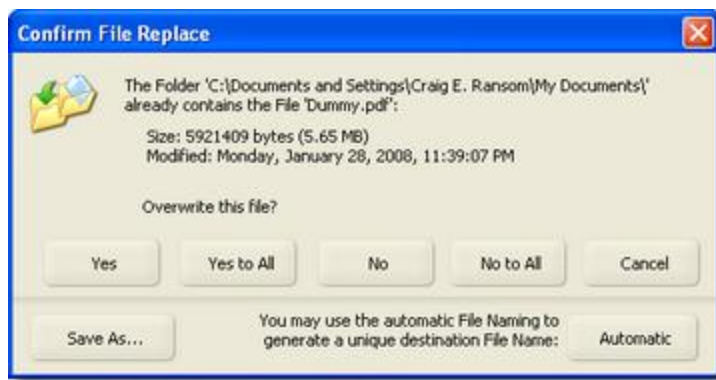 Confirm File Replace
The Folder 'C:\Documents and Settings\Craig E. Ransom\My Documents\'
already contains the File 'Dummy.pdf':
Size: 5921409 bytes (5.65 MB)
Modified: Monday, January 28, 2008, 11:39:07 PM
Overwrite this file?
Yes
Yes to All
No
No to All
Cancel
Save As...
You may use the automatic File Naming to
generate a unique destination File Name:
Automatic